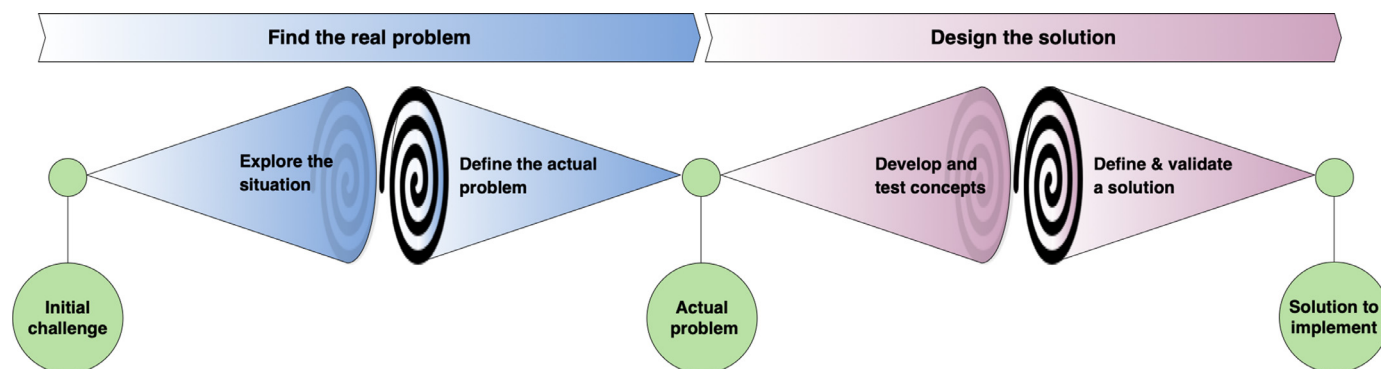 Find the real problem
Design the solution
Explore the
situation
Define the actual
problem
Develop and
test concepts
Define & validate
a solution
Initial
challenge
Actual
problem
Solution to
implement